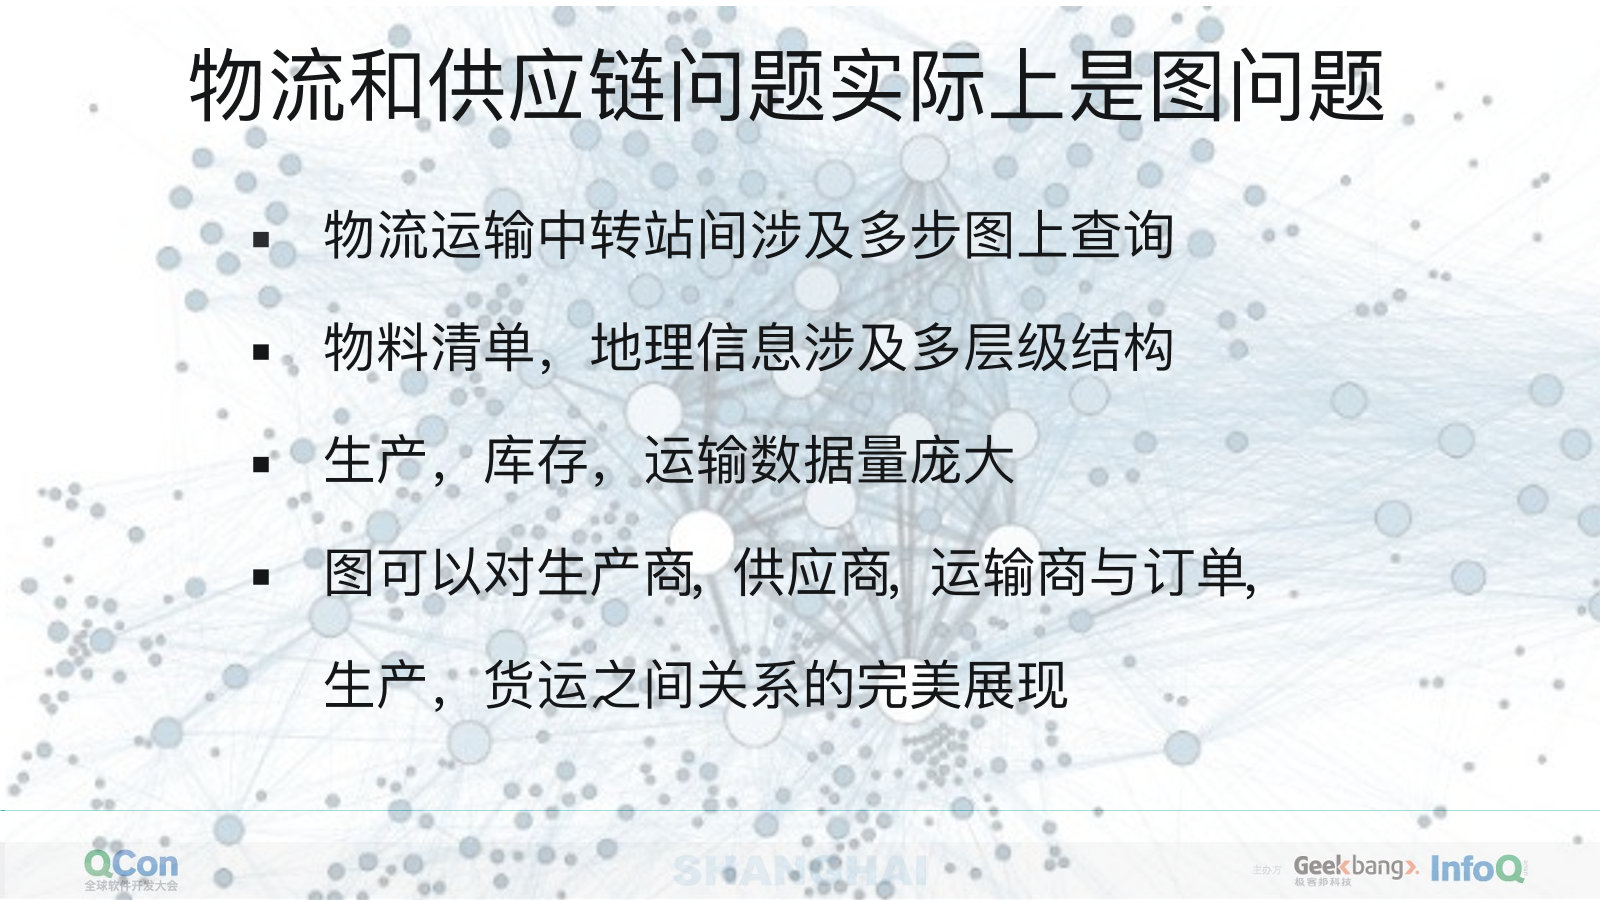 物流和供应链问题实际上是图问题
▪ 物流运输中转站间涉及多步图上查询
▪ 物料清单，地理信息涉及多层级结构
▪ 生产，库存，运输数据量庞大
▪ 图可以对生产商, 供应商, 运输商与订单,
生产，货运之间关系的完美展现
QCon
全球软件开发大会
SHANGHAI
主办方 Geekbang>. InfoQ
极客邦科技